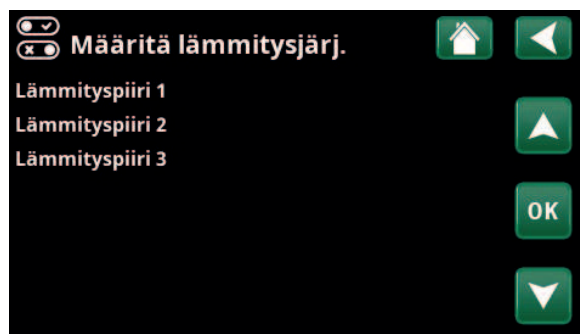 Määritä lämmitysjärj.
Lämmityspiiri 1
Lämmityspiiri 2
Lämmityspiiri 3
OK